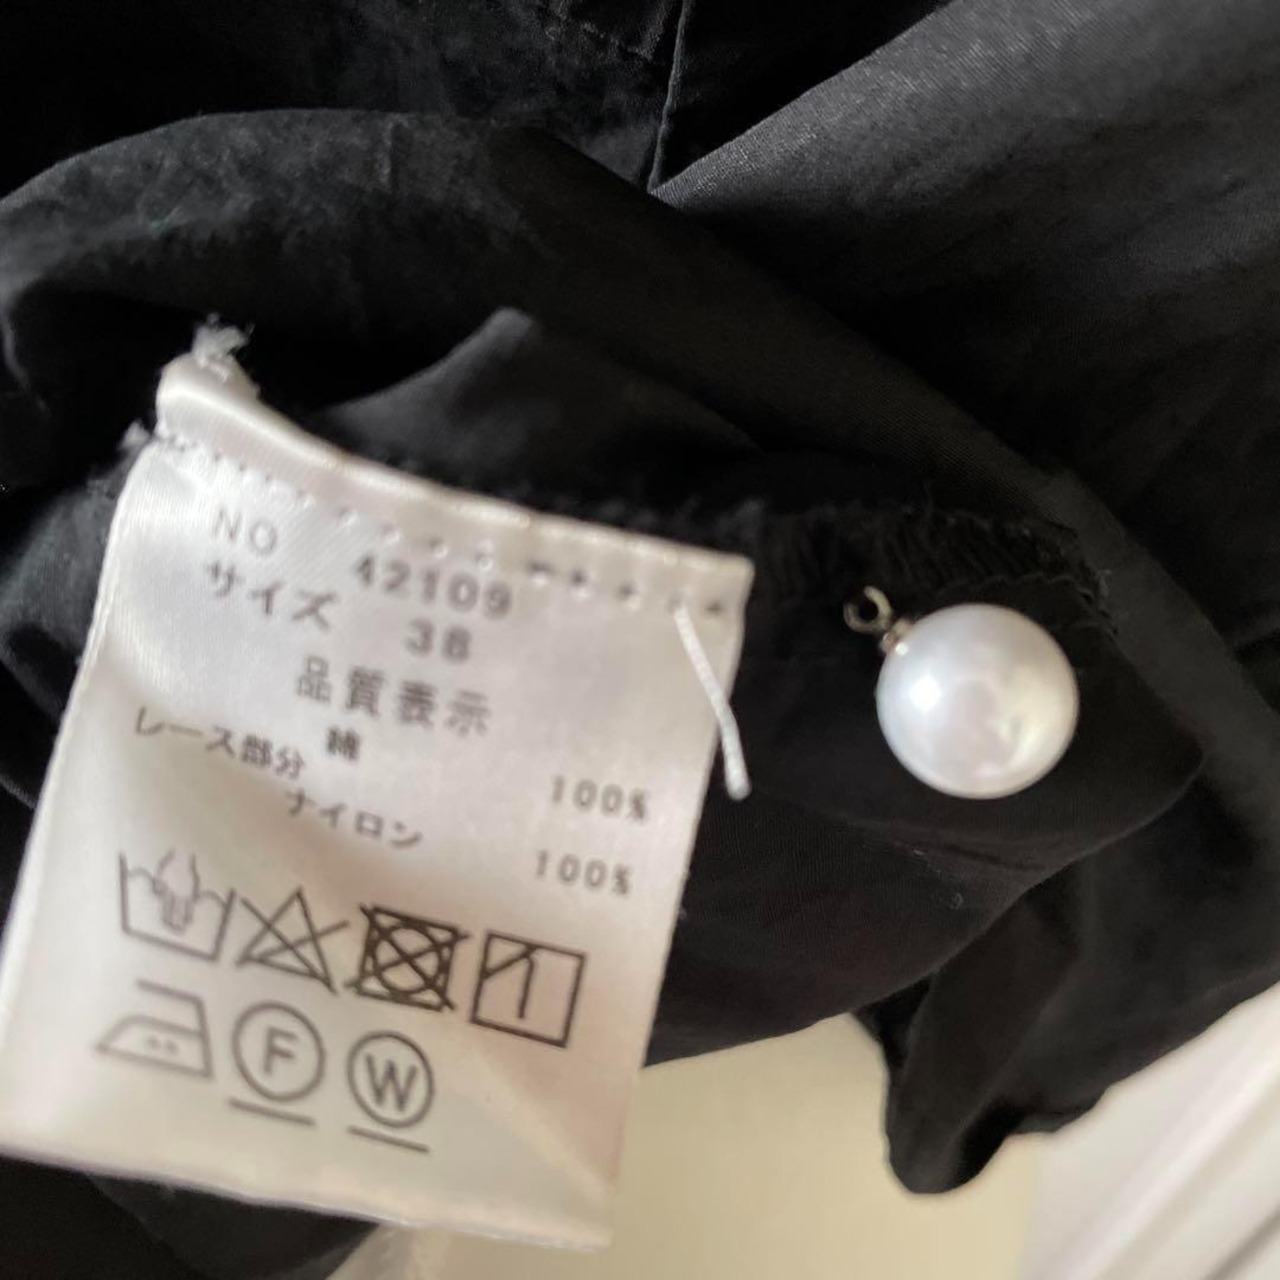 NO 42109
サイズ 38
品質表示
綿 100%
レース部分
ナイロン 100%
F W